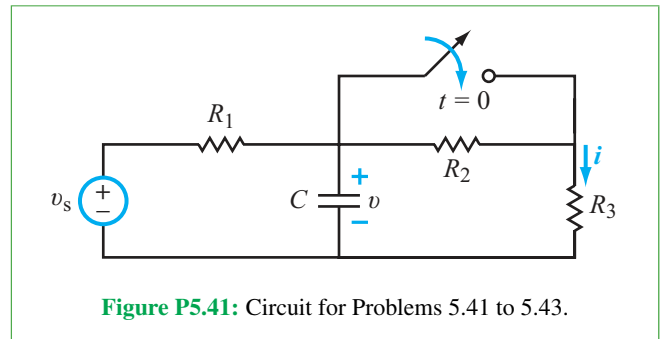 t = 0
R1
R2
i
vs
+
−
C
+
v
−
R3
Figure P5.41: Circuit for Problems 5.41 to 5.43.